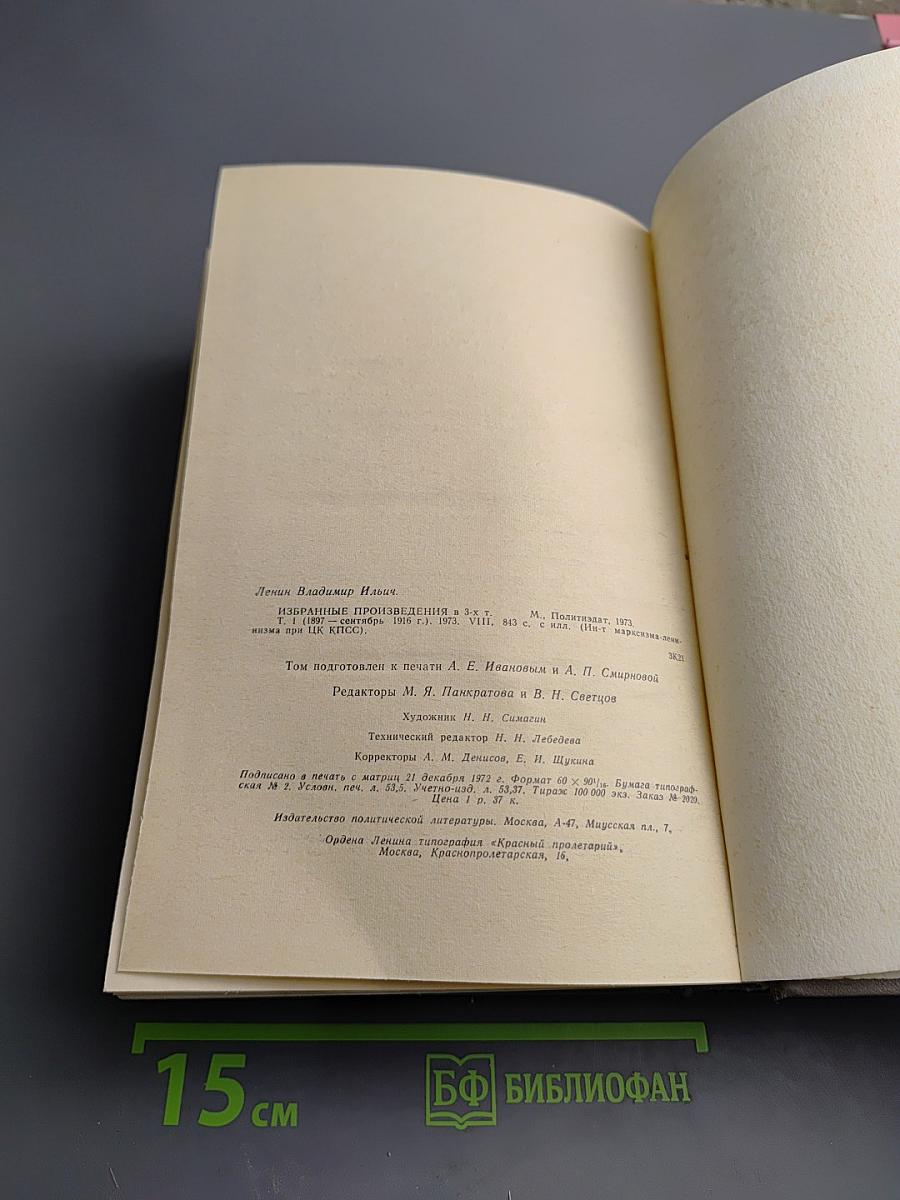 Ленин Владимир Ильич.
ИЗБРАННЫЕ ПРОИЗВЕДЕНИЯ в 3-х т. М., Политиздат, 1973.
Т. 1 (1897 — сентябрь 1916 г.). 1973. VIII, 843 с. с илл. (Ин-т марксизма-лени-
низма при ЦК КПСС).
3К21
Том подготовлен к печати А. Е. Ивановым и А. П. Смирновой
Редакторы М. Я. Панкратова и В. Н. Светцов
Художник Н. Н. Симагин
Технический редактор Н. Н. Лебедева
Корректоры А. М. Денисов, Е. И. Щукина
Подписано в печать с матриц 21 декабря 1972 г. Формат 60 × 90¹/₁₆. Бумага типограф-
ская № 2. Условн. печ. л. 53,5. Учетно-изд. л. 53,37. Тираж 100 000 экз. Заказ № 2020.
Цена 1 р. 37 к.
Издательство политической литературы. Москва, А-47, Миусская пл., 7.
Ордена Ленина типография «Красный пролетарий».
Москва, Краснопролетарская, 16.
15 см
БФ БИБЛИОФАН